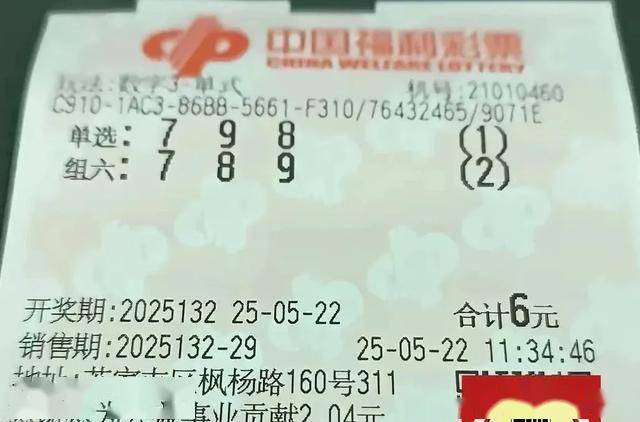 中国福利彩票
CHINA WELFARE LOTTERY
玩法:数字3-单式 机号:21010460
C910-1AC3-86BB-5661-F310/76432465/9071E
单选: 7 9 8 (1)
组六: 7 8 9 (2)
开奖期:2025132 25-05-22 合计6元
销售期:2025132-29 25-05-22 11:34:46
地址: 区枫杨路160号311
事业贡献2.04元